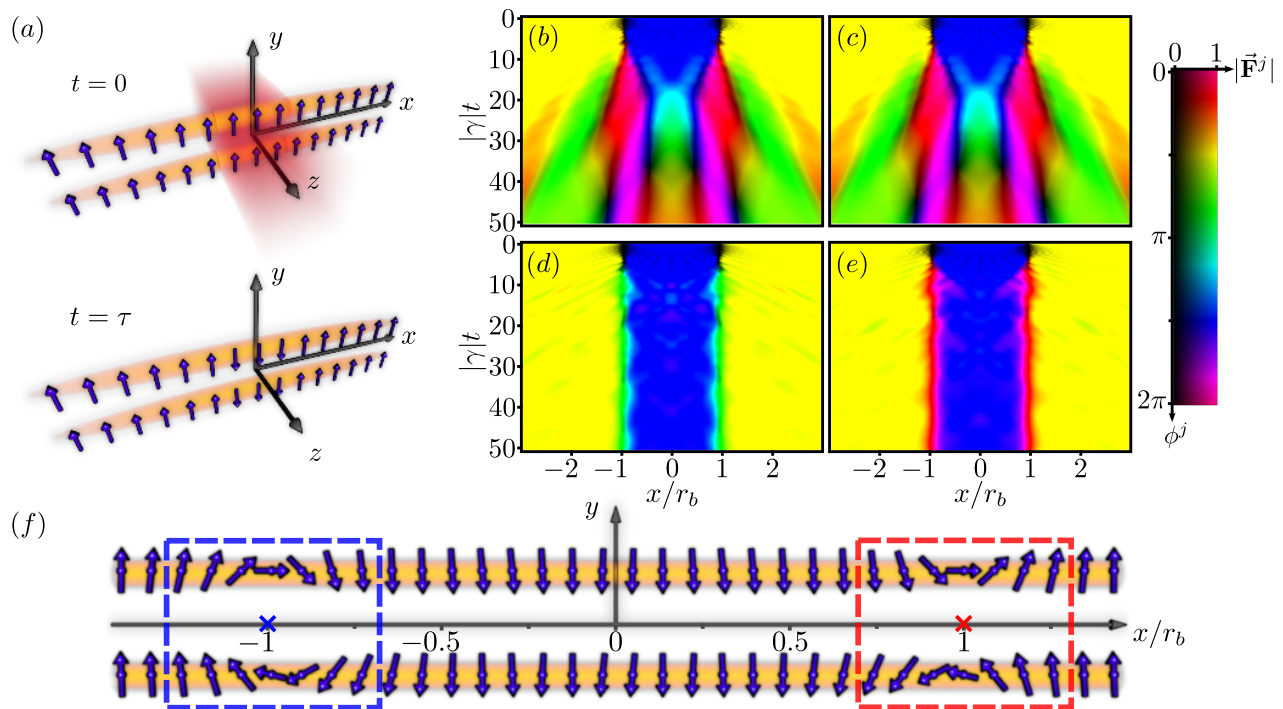 (a)
y
t = 0
x
z
y
t = τ
x
z
(b)
(c)
0
10
20
30
40
50
|γ|t
(d)
(e)
0
10
20
30
40
50
|γ|t
−2 −1 0 1 2
x/r_b
−2 −1 0 1 2
x/r_b
0 1
|F⃗^j|
0
π
2π
φ^j
(f)
y
−1 −0.5 0 0.5 1
x/r_b